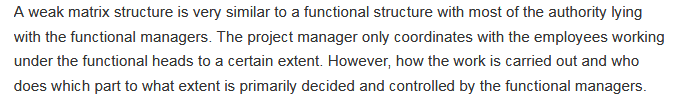 A weak matrix structure is very similar to a functional structure with most of the authority lying
with the functional managers. The project manager only coordinates with the employees working
under the functional heads to a certain extent. However, how the work is carried out and who
does which part to what extent is primarily decided and controlled by the functional managers.